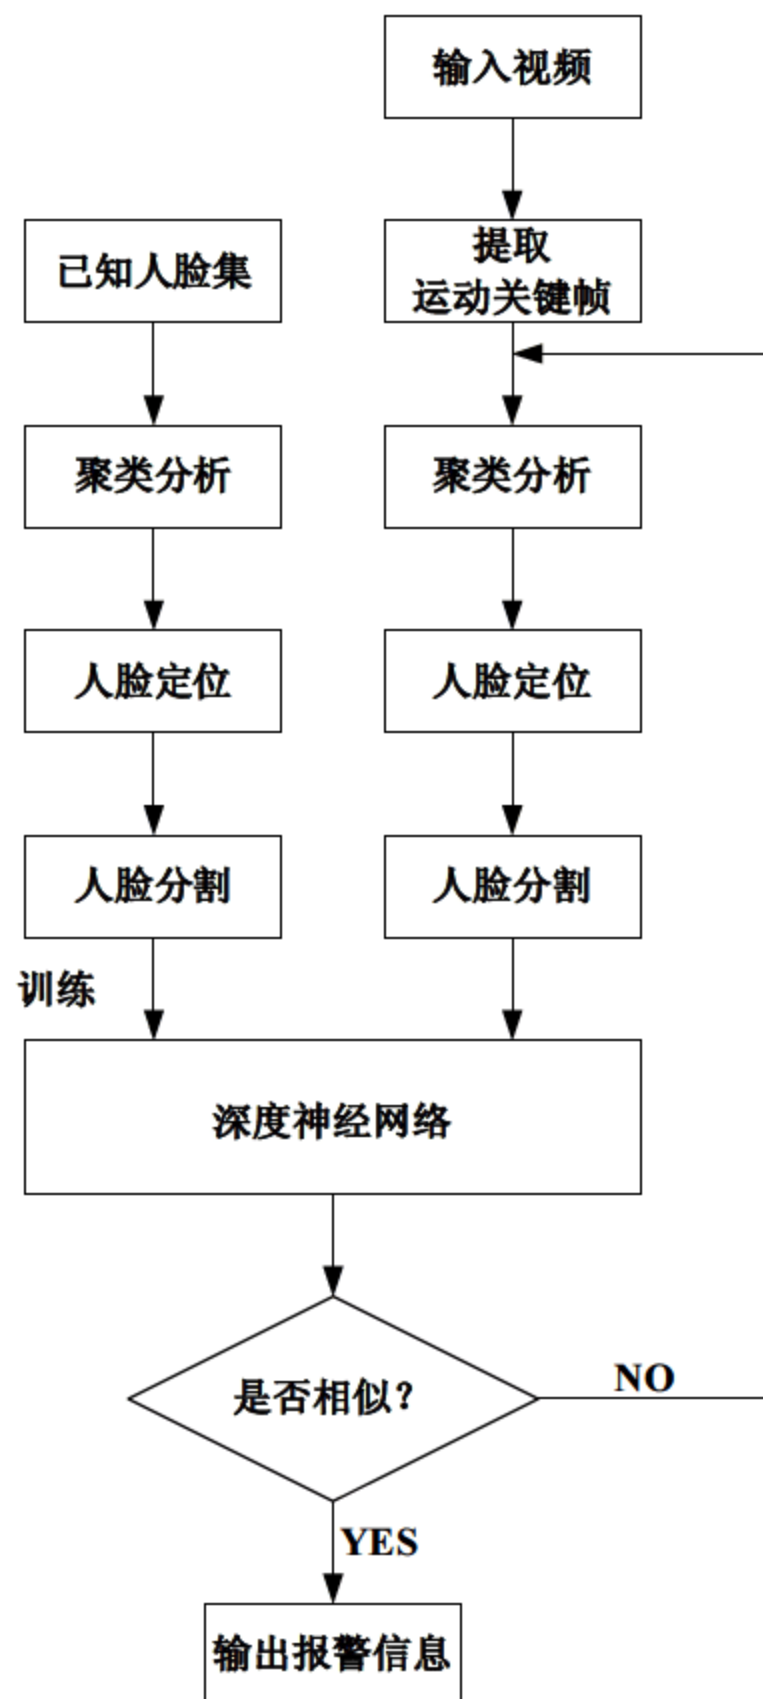 输入视频
已知人脸集
提取
运动关键帧
聚类分析
聚类分析
人脸定位
人脸定位
人脸分割
人脸分割
训练
深度神经网络
是否相似？
NO
YES
输出报警信息